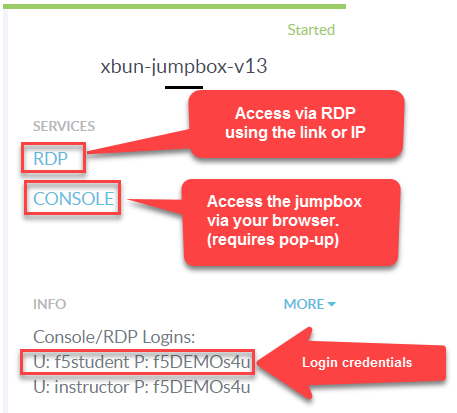 Started
xbun-jumpbox-v13
SERVICES
RDP
Access via RDP
using the link or IP
CONSOLE
Access the jumpbox
via your browser.
(requires pop-up)
INFO
MORE
Console/RDP Logins:
U: f5student P: f5DEMOs4u
Login credentials
U: instructor P: f5DEMOs4u